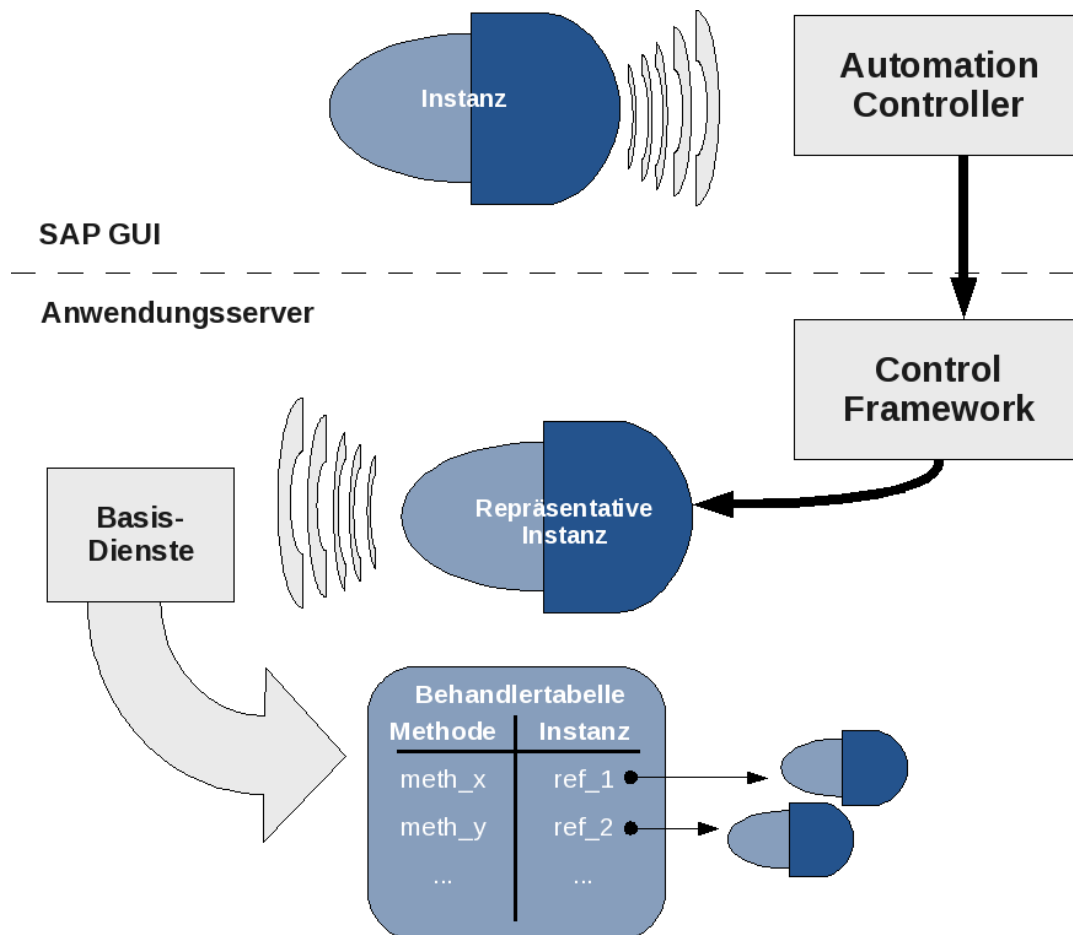 Instanz
Automation
Controller
SAP GUI
Anwendungsserver
Control
Framework
Basis-
Dienste
Repräsentative
Instanz
Behandlertabelle
Methode Instanz
meth_x ref_1
meth_y ref_2
... ...